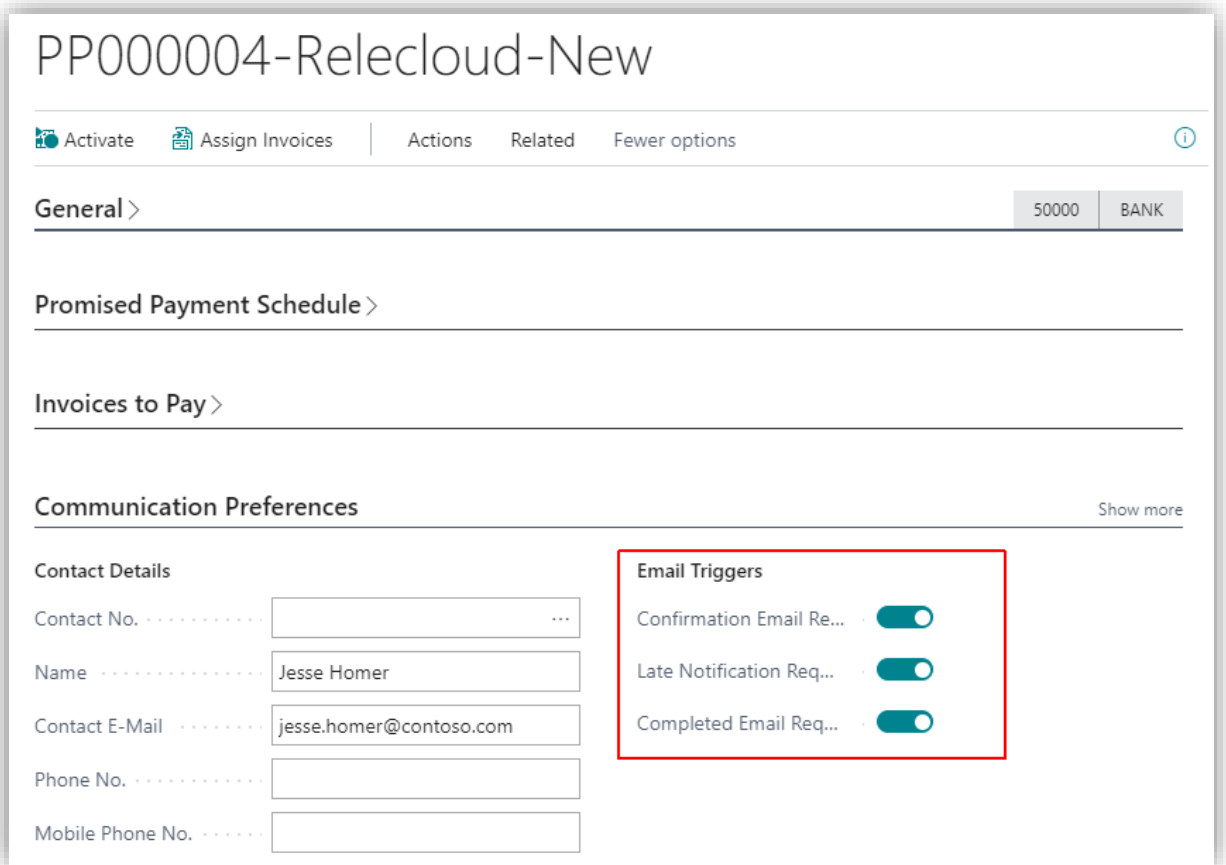 PP000004-Relecloud-New
Activate Assign Invoices Actions Related Fewer options
General 50000 BANK
Promised Payment Schedule
Invoices to Pay
Communication Preferences Show more
Contact Details Email Triggers
Contact No. Confirmation Email Re...
Name Jesse Homer Late Notification Req...
Contact E-Mail jesse.homer@contoso.com Completed Email Req...
Phone No.
Mobile Phone No.